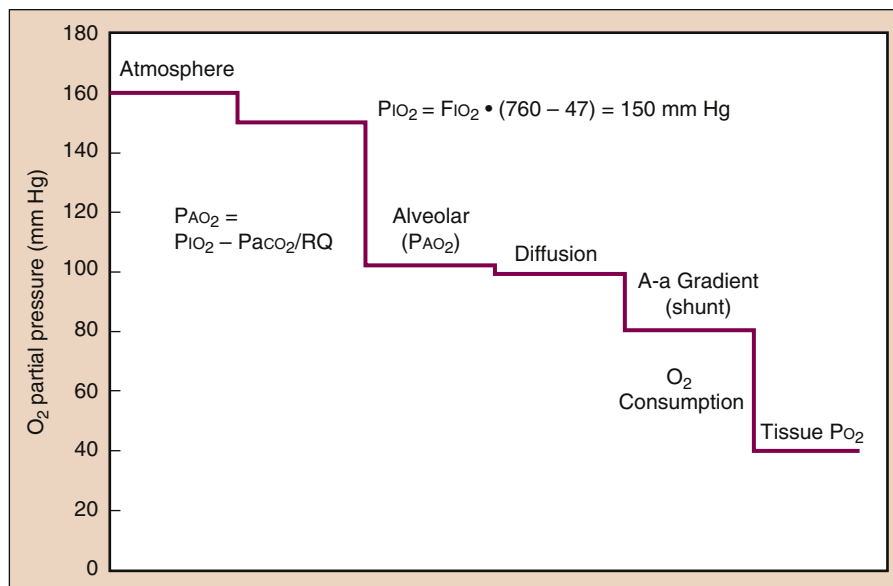 180
160
140
120
100
80
60
40
20
0
O₂ partial pressure (mm Hg)
Atmosphere
PIO₂ = FIO₂ • (760 – 47) = 150 mm Hg
PAO₂ =
PIO₂ – PaCO₂/RQ
Alveolar
(PAO₂)
Diffusion
A-a Gradient
(shunt)
O₂
Consumption
Tissue PO₂